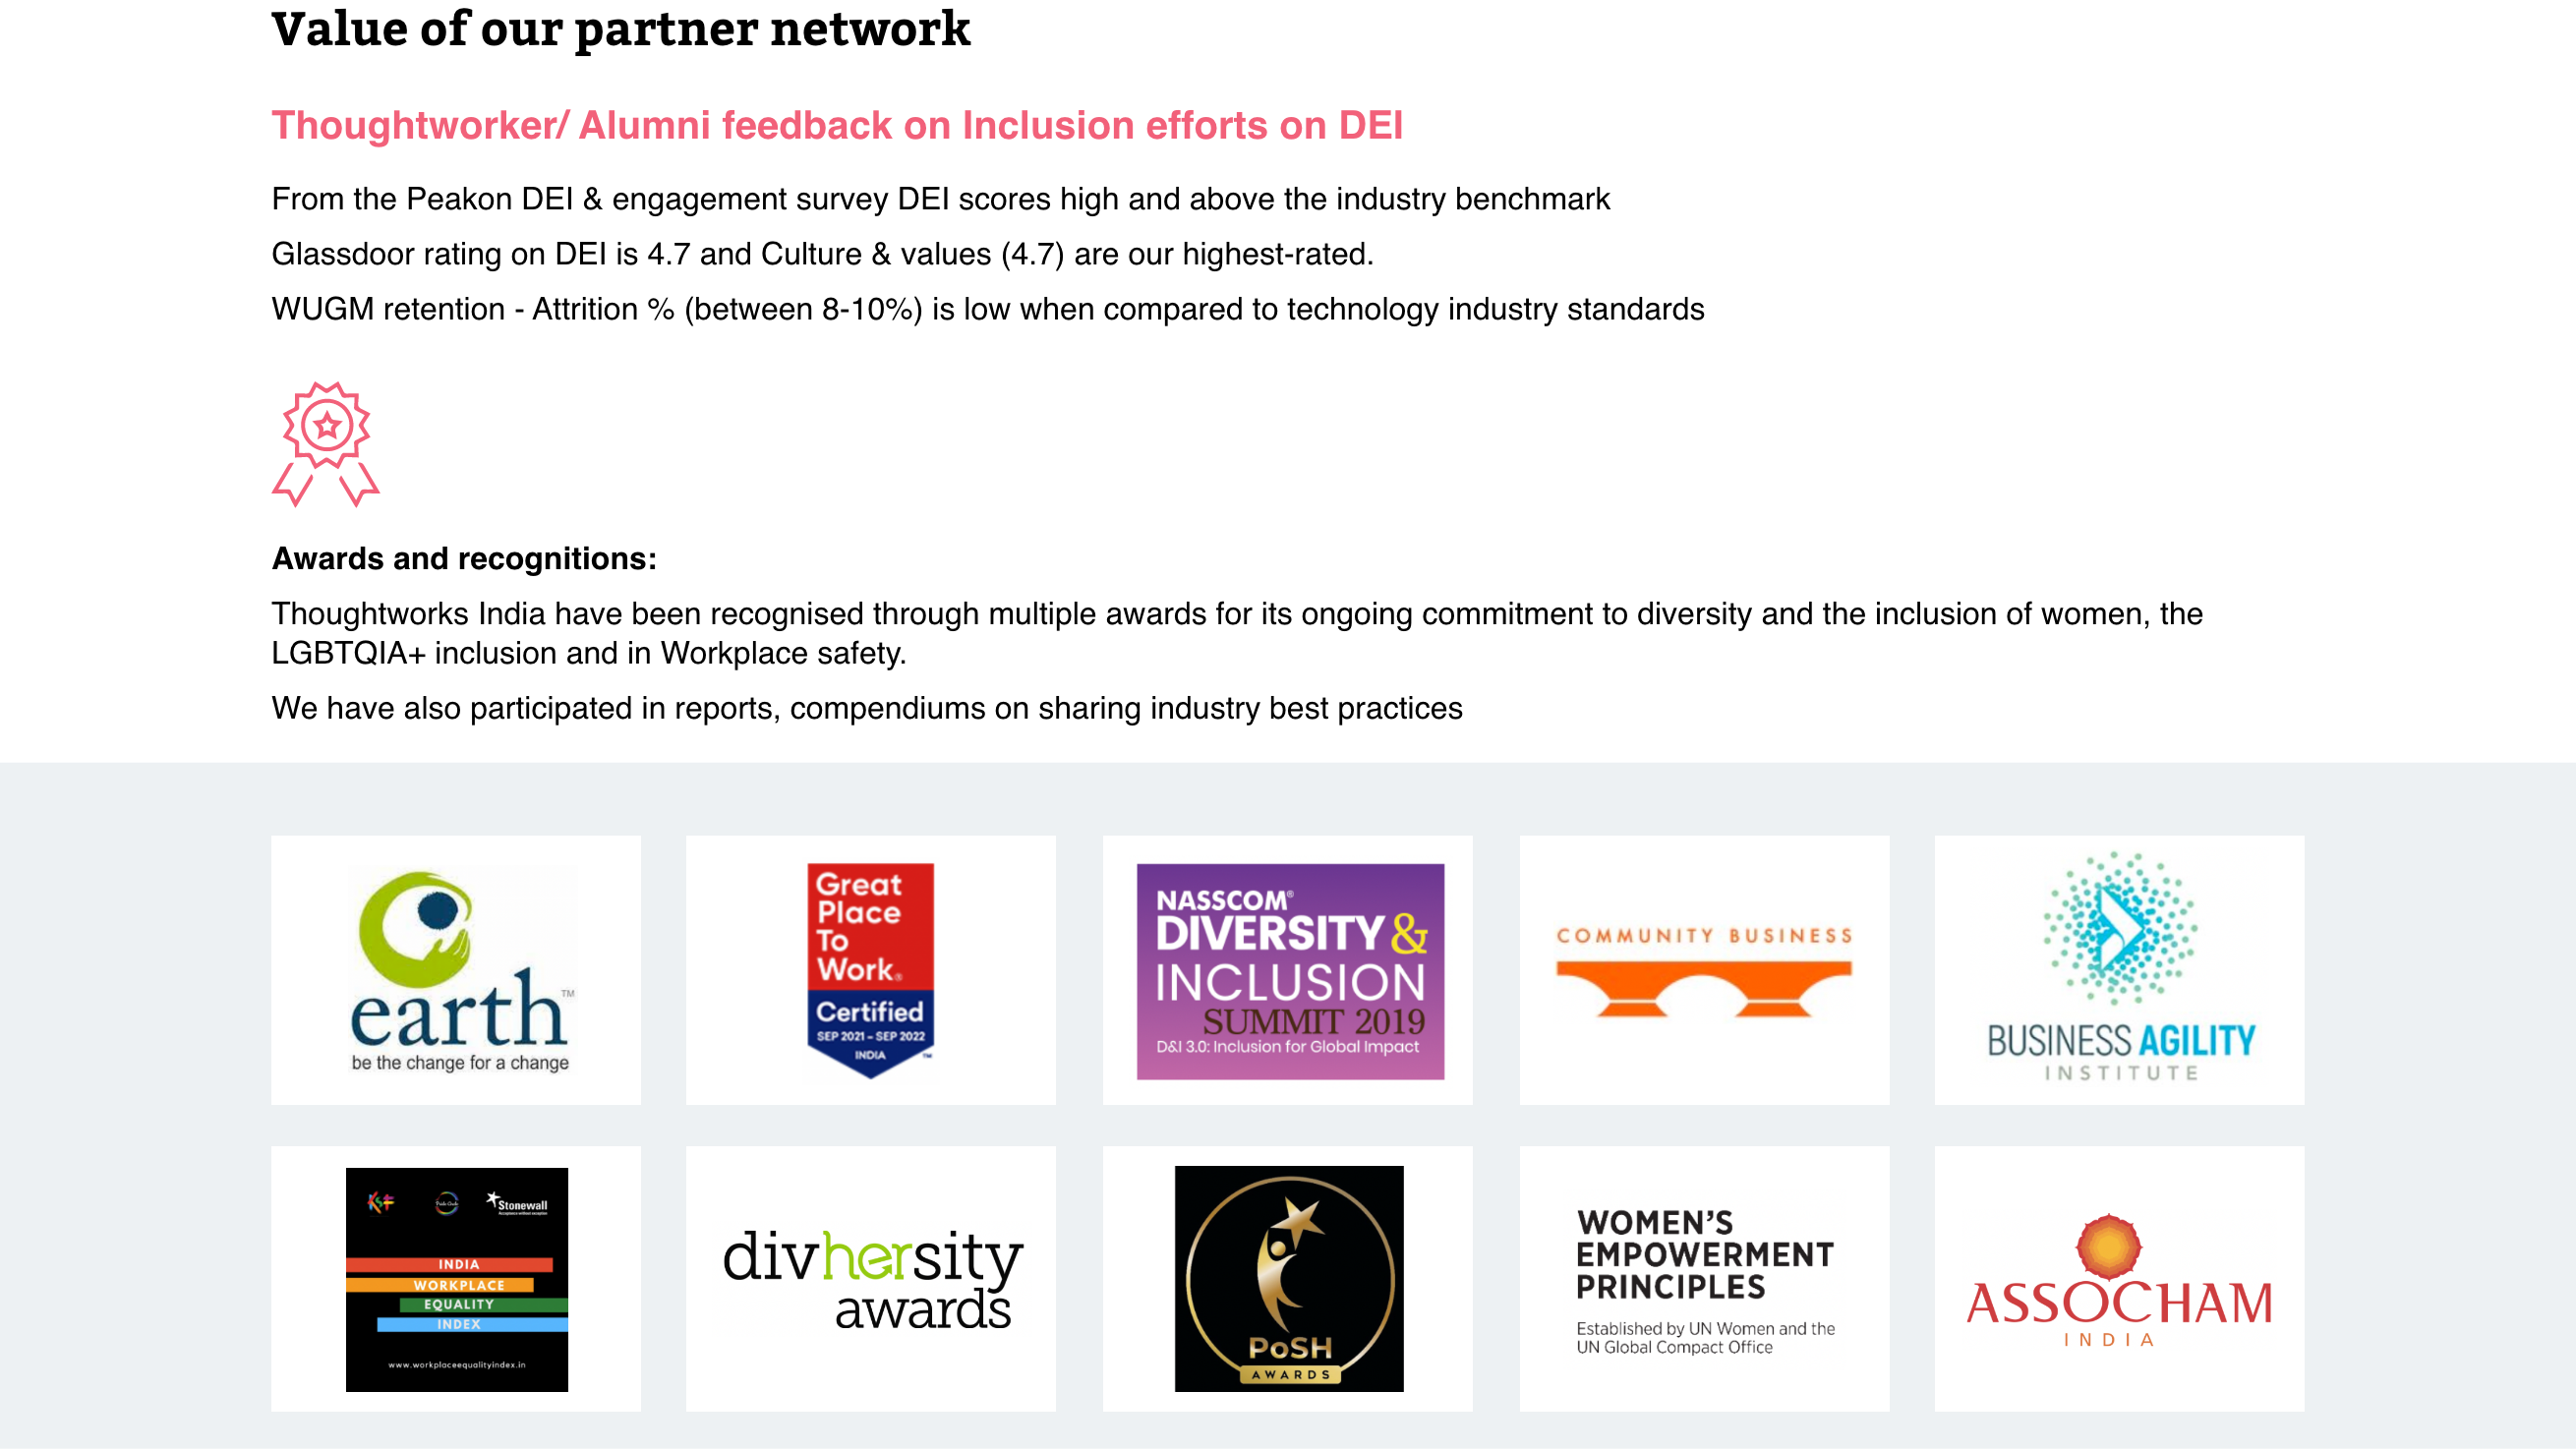 Value of our partner network
Thoughtworker/ Alumni feedback on Inclusion efforts on DEI
From the Peakon DEI & engagement survey DEI scores high and above the industry benchmark
Glassdoor rating on DEI is 4.7 and Culture & values (4.7) are our highest-rated.
WUGM retention - Attrition % (between 8-10%) is low when compared to technology industry standards
Awards and recognitions:
Thoughtworks India have been recognised through multiple awards for its ongoing commitment to diversity and the inclusion of women, the
LGBTQIA+ inclusion and in Workplace safety.
We have also participated in reports, compendiums on sharing industry best practices
earth™
be the change for a change
Great
Place
To
Work®
Certified
SEP 2021 – SEP 2022
INDIA ™
NASSCOM®
DIVERSITY &
INCLUSION
SUMMIT 2019
D&I 3.0: Inclusion for Global Impact
COMMUNITY BUSINESS
BUSINESS AGILITY
INSTITUTE
Stonewall
INDIA
WORKPLACE
EQUALITY
INDEX
www.workplaceequalityindex.in
divhersity
awards
PoSH
AWARDS
WOMEN'S
EMPOWERMENT
PRINCIPLES
Established by UN Women and the
UN Global Compact Office
ASSOCHAM
INDIA